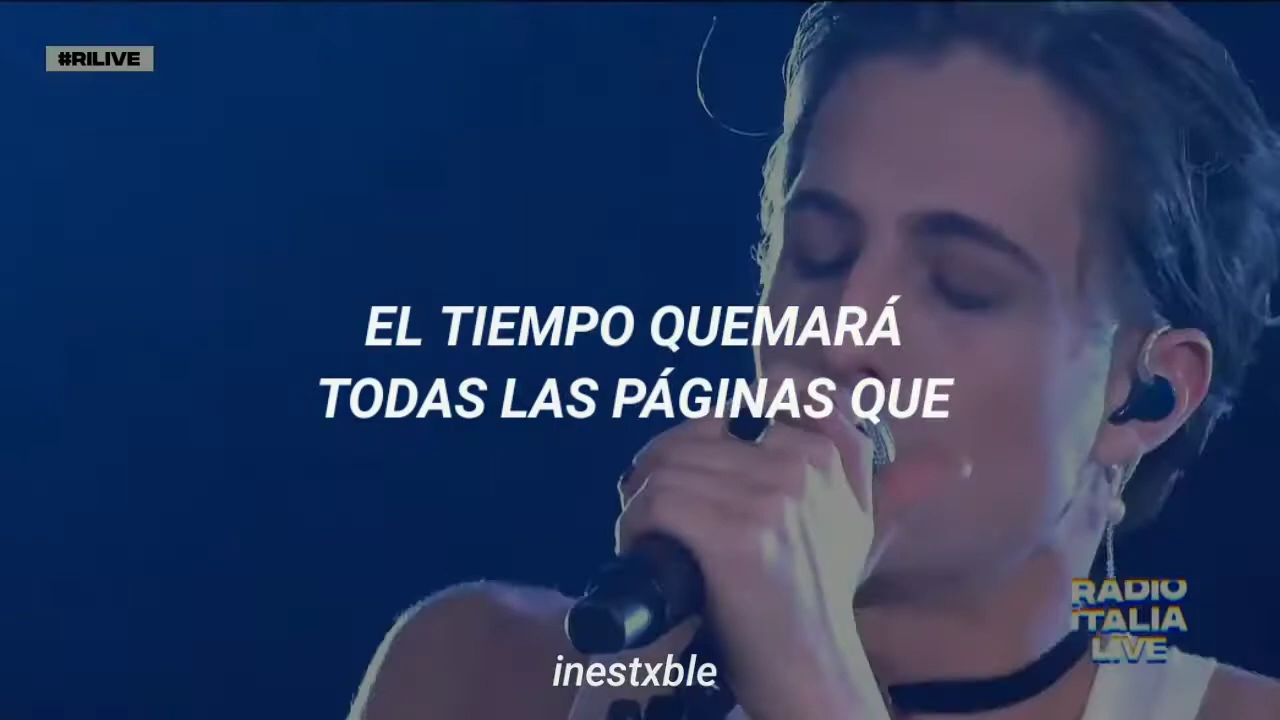 #RILIVE
EL TIEMPO QUEMARÁ
TODAS LAS PÁGINAS QUE
RADIO
ITALIA
LIVE
inestxble